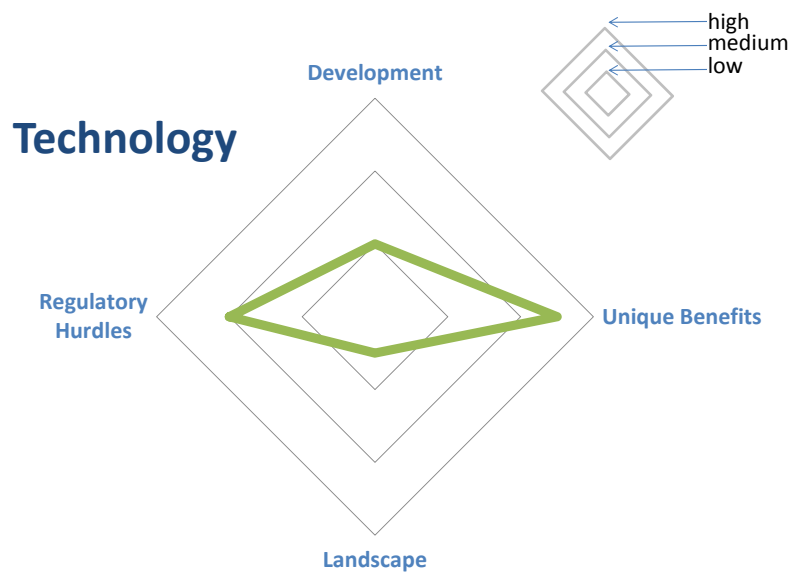 high
medium
low
Development
Technology
Regulatory
Hurdles
Unique Benefits
Landscape